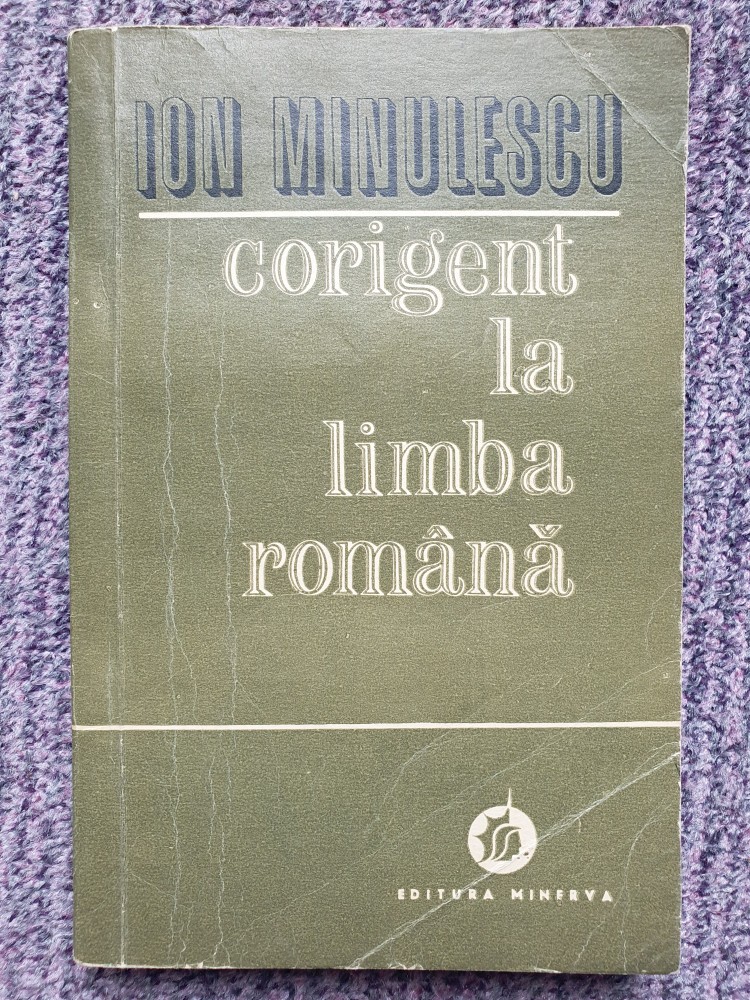 ION MINULESCU
corigent
la
limba
română
EDITURA MINERVA